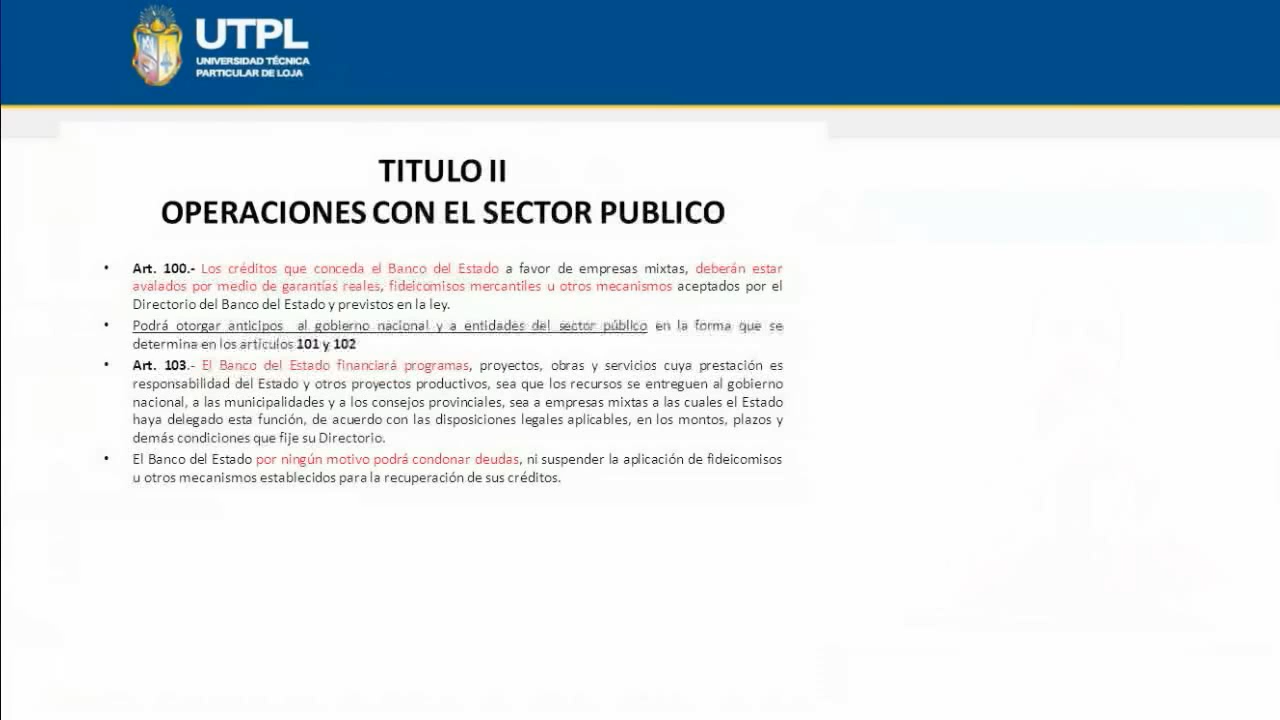 UTPL
UNIVERSIDAD TÉCNICA
PARTICULAR DE LOJA
TITULO II
OPERACIONES CON EL SECTOR PUBLICO
• Art. 100.- Los créditos que conceda el Banco del Estado a favor de empresas mixtas, deberán estar
avalados por medio de garantías reales, fideicomisos mercantiles u otros mecanismos aceptados por el
Directorio del Banco del Estado y previstos en la ley.
• Podrá otorgar anticipos al gobierno nacional y a entidades del sector público en la forma que se
determina en los artículos 101 y 102
• Art. 103.- El Banco del Estado financiará programas, proyectos, obras y servicios cuya prestación es
responsabilidad del Estado y otros proyectos productivos, sea que los recursos se entreguen al gobierno
nacional, a las municipalidades y a los consejos provinciales, sea a empresas mixtas a las cuales el Estado
haya delegado esta función, de acuerdo con las disposiciones legales aplicables, en los montos, plazos y
demás condiciones que fije su Directorio.
• El Banco del Estado por ningún motivo podrá condonar deudas, ni suspender la aplicación de fideicomisos
u otros mecanismos establecidos para la recuperación de sus créditos.